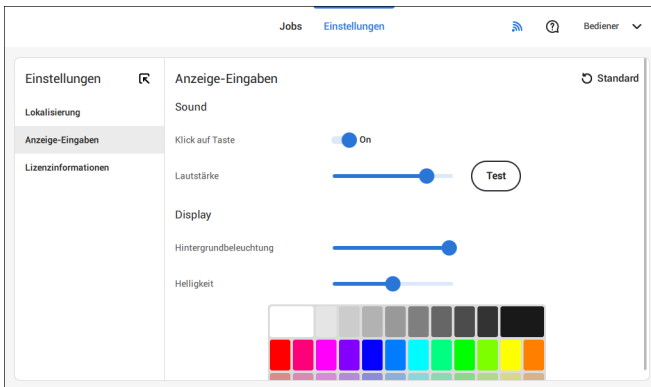 Jobs Einstellungen Bediener
Einstellungen
Lokalisierung
Anzeige-Eingaben
Lizenzinformationen
Anzeige-Eingaben Standard
Sound
Klick auf Taste On
Lautstärke Test
Display
Hintergrundbeleuchtung
Helligkeit